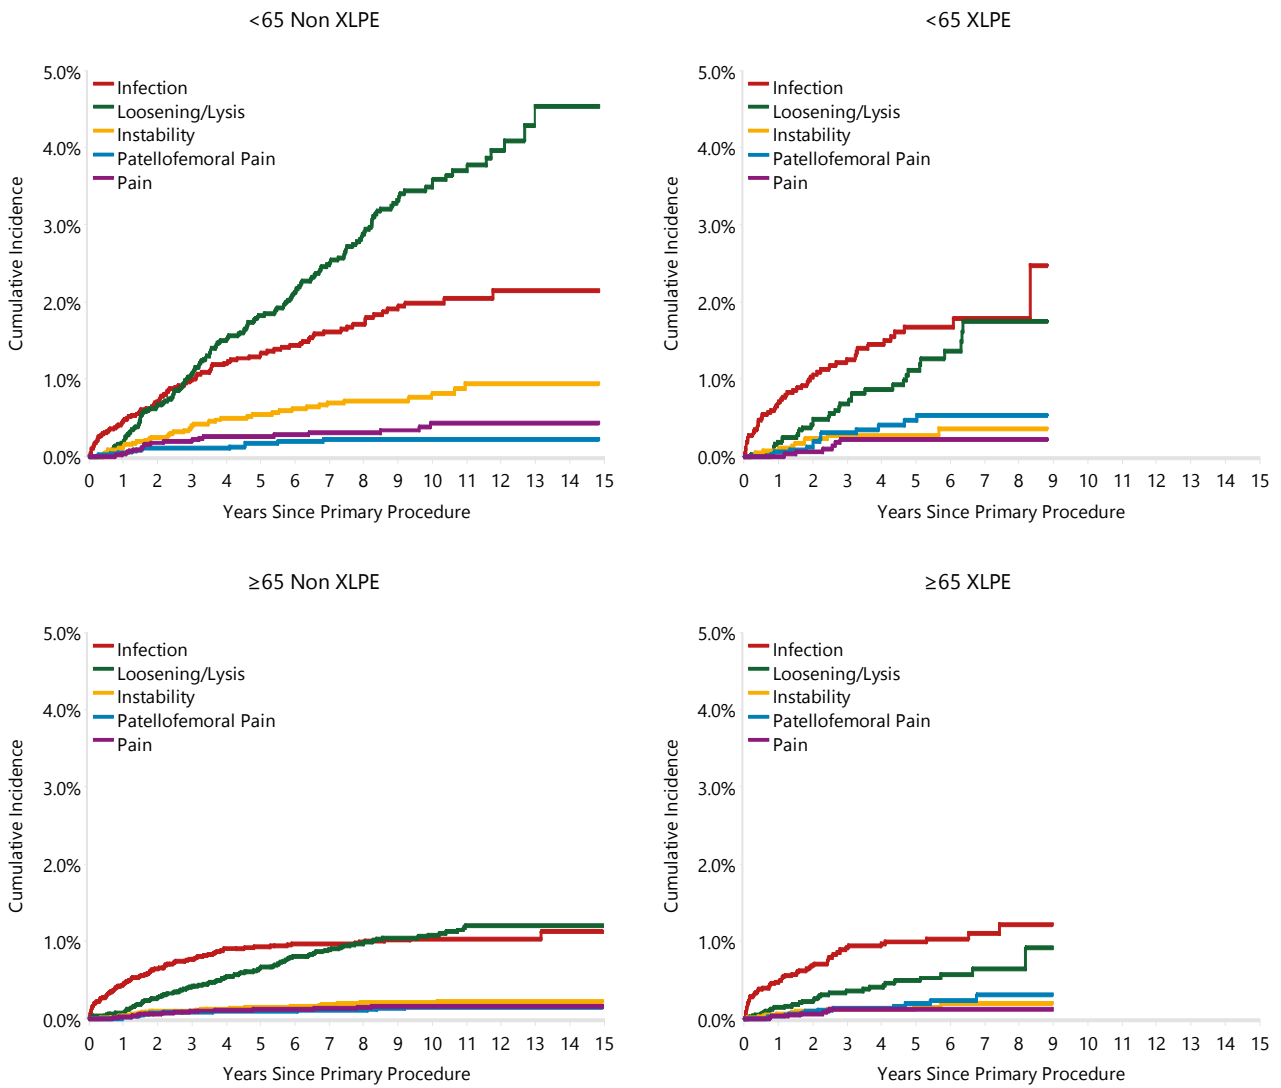 <65 Non XLPE
5.0%
4.0%
3.0%
2.0%
1.0%
0.0%
Cumulative Incidence
Infection
Loosening/Lysis
Instability
Patellofemoral Pain
Pain
0 1 2 3 4 5 6 7 8 9 10 11 12 13 14 15
Years Since Primary Procedure
<65 XLPE
5.0%
4.0%
3.0%
2.0%
1.0%
0.0%
Cumulative Incidence
Infection
Loosening/Lysis
Instability
Patellofemoral Pain
Pain
0 1 2 3 4 5 6 7 8 9 10 11 12 13 14 15
Years Since Primary Procedure
≥65 Non XLPE
5.0%
4.0%
3.0%
2.0%
1.0%
0.0%
Cumulative Incidence
Infection
Loosening/Lysis
Instability
Patellofemoral Pain
Pain
0 1 2 3 4 5 6 7 8 9 10 11 12 13 14 15
Years Since Primary Procedure
≥65 XLPE
5.0%
4.0%
3.0%
2.0%
1.0%
0.0%
Cumulative Incidence
Infection
Loosening/Lysis
Instability
Patellofemoral Pain
Pain
0 1 2 3 4 5 6 7 8 9 10 11 12 13 14 15
Years Since Primary Procedure